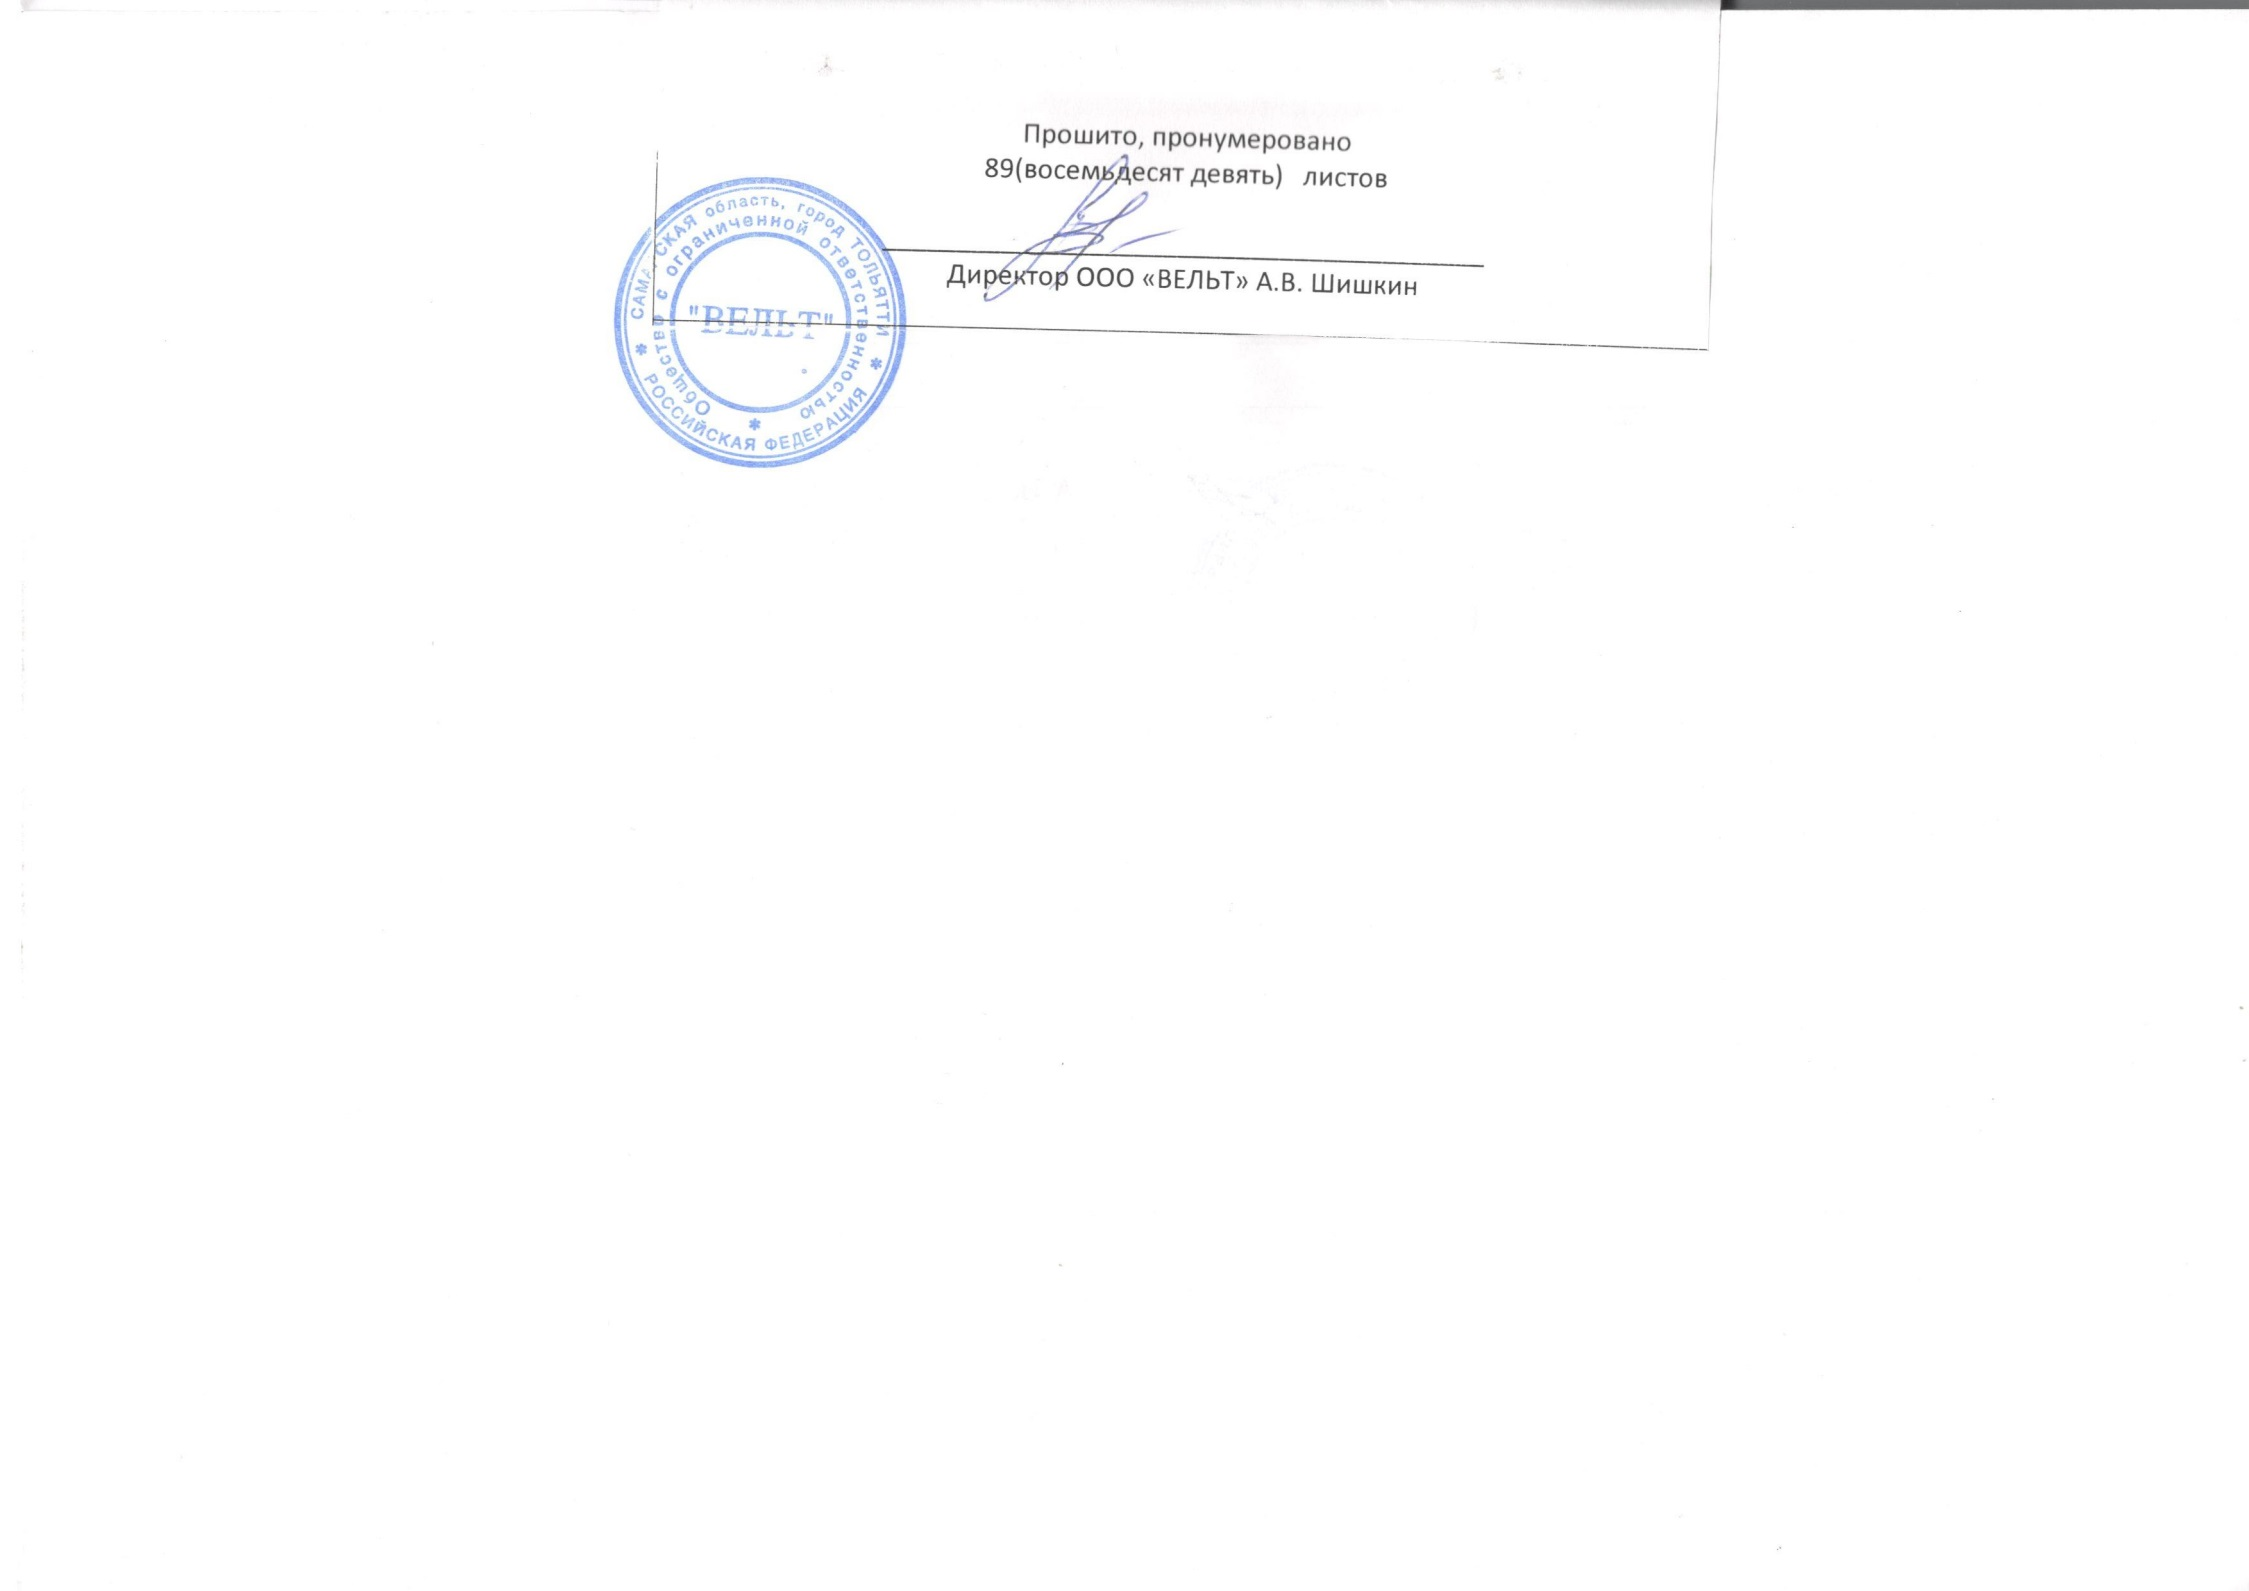 Прошито, пронумеровано
89(восемьдесят девять) листов
Директор ООО «ВЕЛЬТ» А.В. Шишкин
САМАРСКАЯ область, город ТОЛЬЯТТИ
* РОССИЙСКАЯ ФЕДЕРАЦИЯ *
Общество с ограниченной ответственностью *
"ВЕЛЬТ"